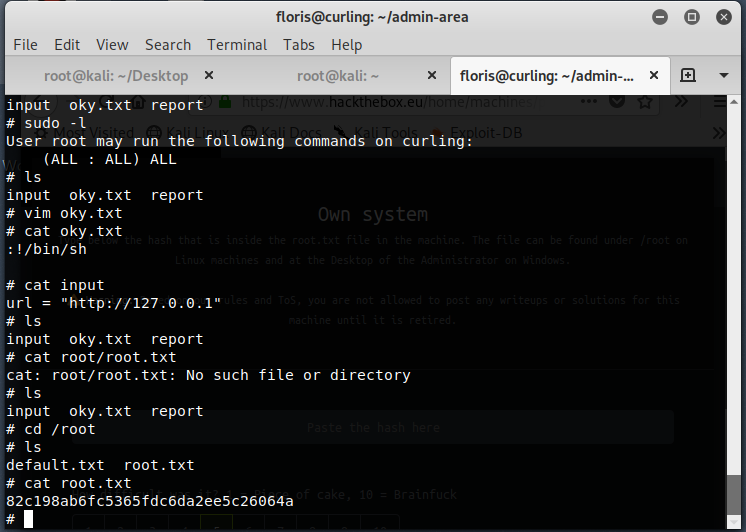 floris@curling: ~/admin-area
File Edit View Search Terminal Tabs Help
root@kali: ~/Desktop × root@kali: ~ × floris@curling: ~/admin-... ×
input oky.txt report
https://www.hackthebox.eu/home/machines
# sudo -l
Most Visited Kali Linux Kali Docs Kali Tools Exploit-DB
User root may run the following commands on curling:
(ALL : ALL) ALL
# ls
input oky.txt report
# vim oky.txt
Own system
# cat oky.txt
below the hash that is inside the root.txt file in the machine. The file can be found under /root on
:!/bin/sh
Linux machines and at the Desktop of the Administrator on Windows.
# cat input
url = "http://127.0.0.1"
rules and ToS, you are not allowed to post any writeups or solutions for this
# ls
machine until it is retired.
input oky.txt report
# cat root/root.txt
cat: root/root.txt: No such file or directory
# ls
input oky.txt report
# cd /root
Paste the hash here
# ls
default.txt root.txt
# cat root.txt
of cake, 10 = Brainfuck
82c198ab6fc5365fdc6da2ee5c26064a
#